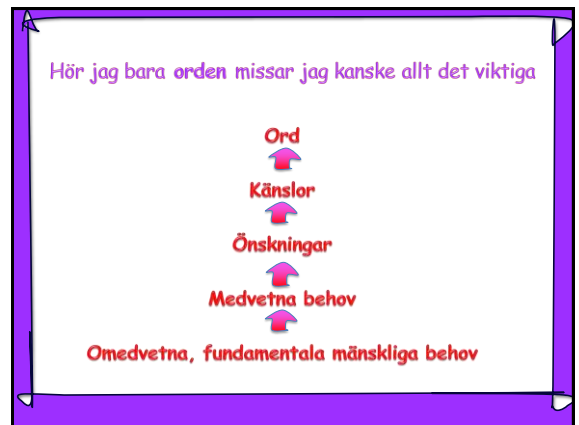 Hör jag bara orden missar jag kanske allt det viktiga
Ord
Känslor
Önskningar
Medvetna behov
Omedvetna, fundamentala mänskliga behov